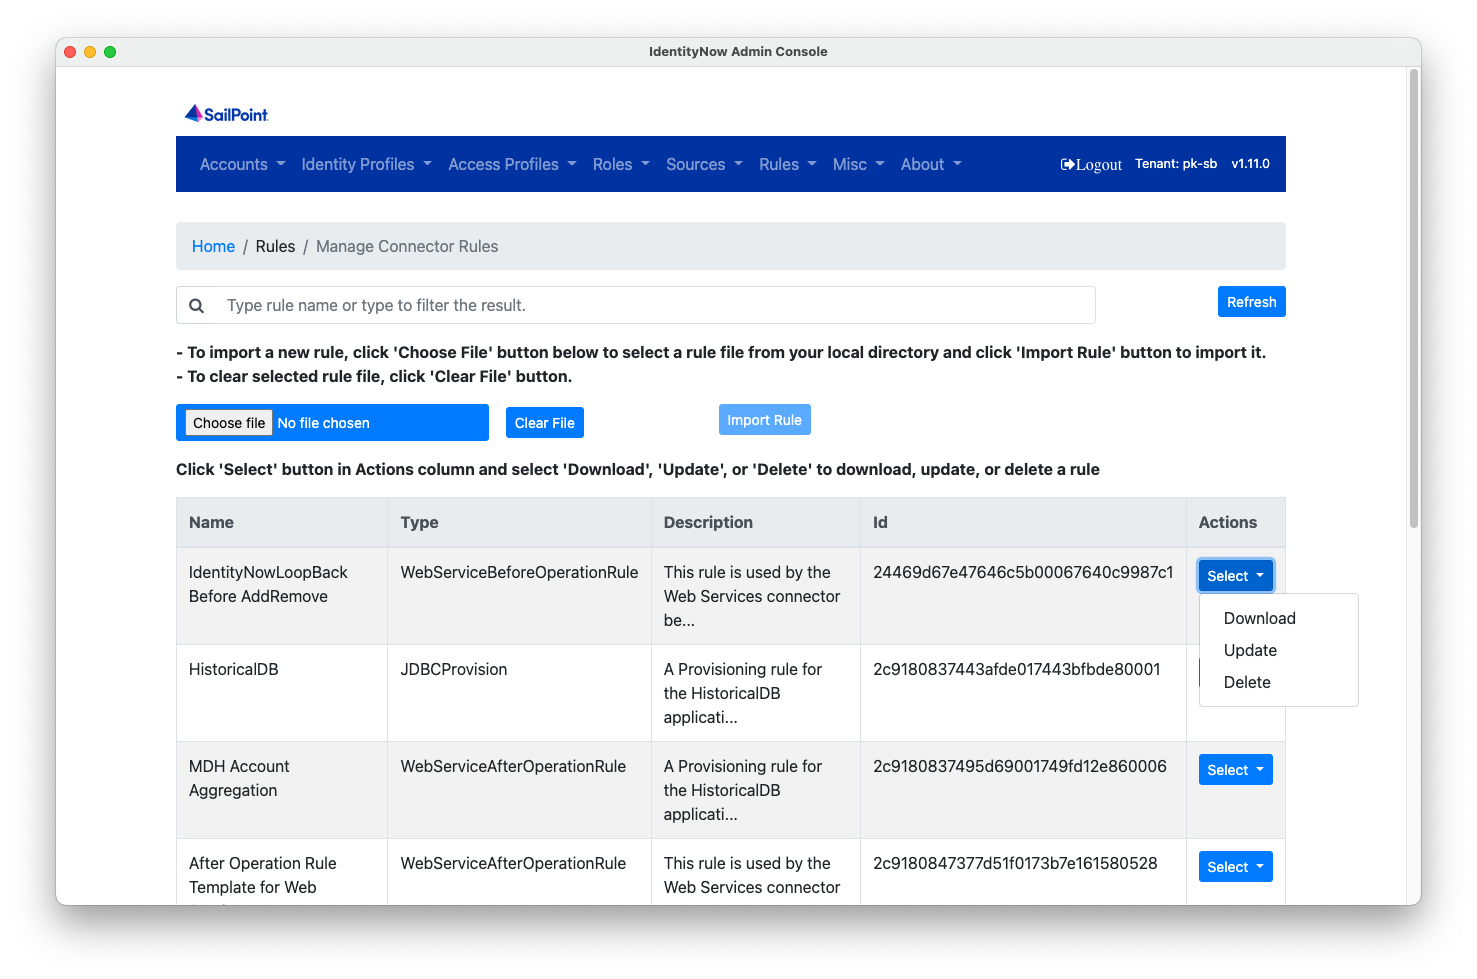 IdentityNow Admin Console
SailPoint
Accounts Identity Profiles Access Profiles Roles Sources Rules Misc About Logout Tenant: pk-sb v1.11.0
Home / Rules / Manage Connector Rules
Type rule name or type to filter the result.
Refresh
- To import a new rule, click 'Choose File' button below to select a rule file from your local directory and click 'Import Rule' button to import it.
- To clear selected rule file, click 'Clear File' button.
Choose file No file chosen Clear File Import Rule
Click 'Select' button in Actions column and select 'Download', 'Update', or 'Delete' to download, update, or delete a rule
Name Type Description Id Actions
IdentityNowLoopBack
Before AddRemove
WebServiceBeforeOperationRule
This rule is used by the
Web Services connector
be...
24469d67e47646c5b00067640c9987c1
Select
Download
Update
Delete
HistoricalDB
JDBCProvision
A Provisioning rule for
the HistoricalDB
applicati...
2c9180837443afde017443bfbde80001
MDH Account
Aggregation
WebServiceAfterOperationRule
A Provisioning rule for
the HistoricalDB
applicati...
2c9180837495d69001749fd12e860006
Select
After Operation Rule
Template for Web
WebServiceAfterOperationRule
This rule is used by the
Web Services connector
2c9180847377d51f0173b7e161580528
Select